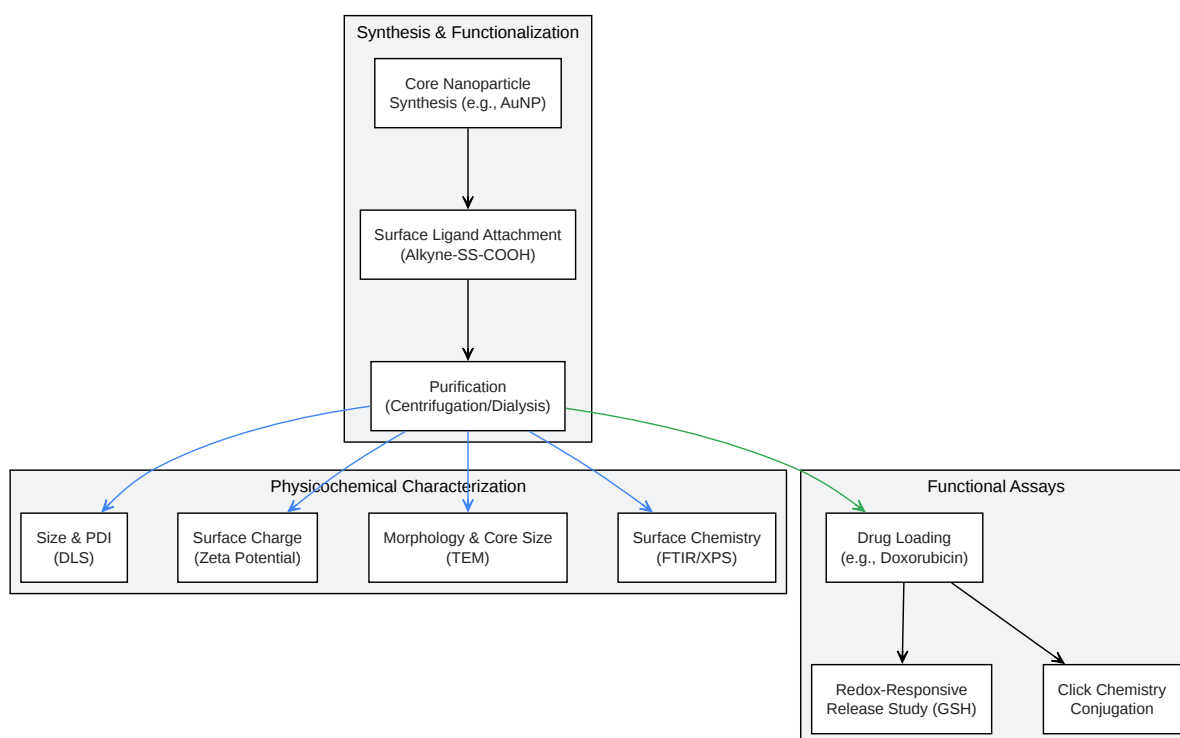 Synthesis & Functionalization
Core Nanoparticle
Synthesis (e.g., AuNP)
Surface Ligand Attachment
(Alkyne-SS-COOH)
Purification
(Centrifugation/Dialysis)
Physicochemical Characterization
Size & PDI
(DLS)
Surface Charge
(Zeta Potential)
Morphology & Core Size
(TEM)
Surface Chemistry
(FTIR/XPS)
Functional Assays
Drug Loading
(e.g., Doxorubicin)
Redox-Responsive
Release Study (GSH)
Click Chemistry
Conjugation